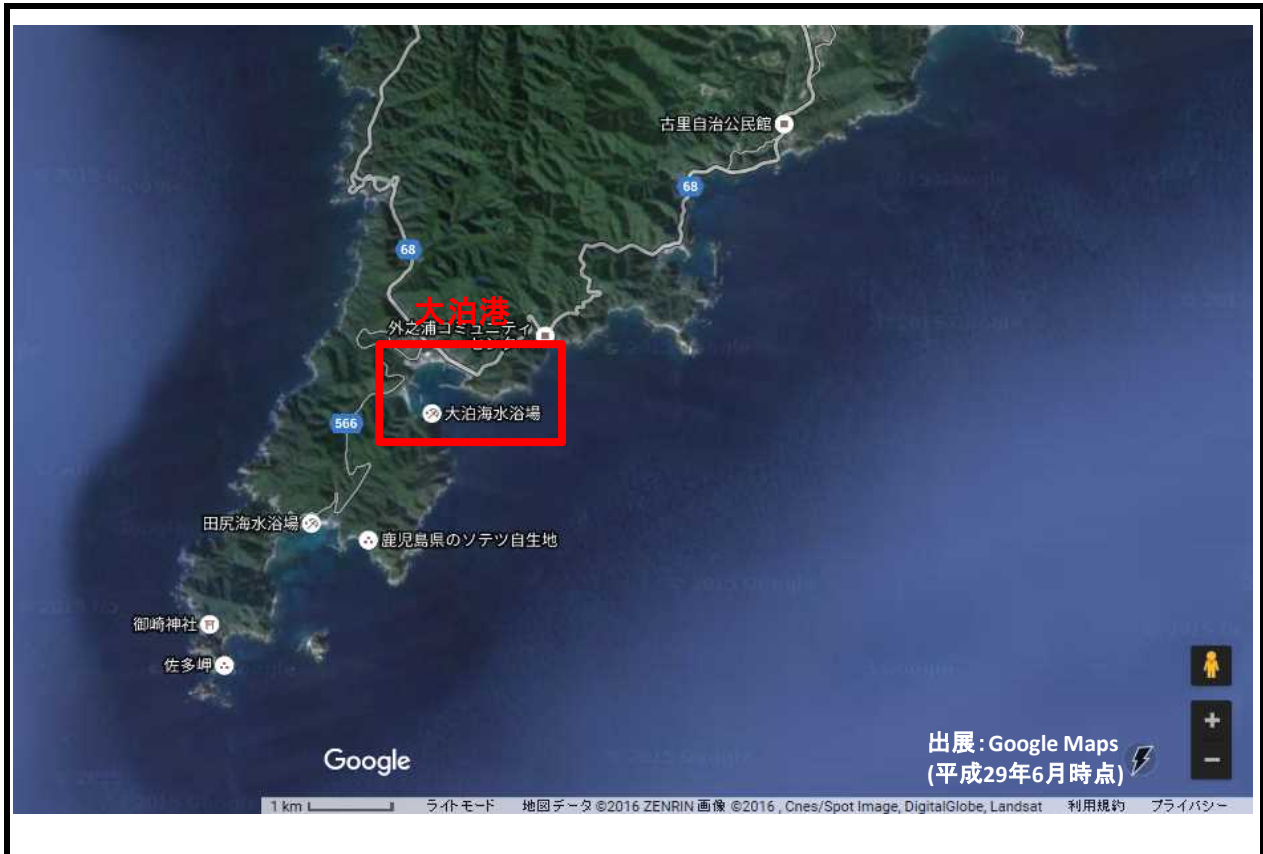 古里自治公民館
68
68
大泊港
外之浦コミュニティ
センター
大泊海水浴場
566
田尻海水浴場
鹿児島県のソテツ自生地
御崎神社
佐多岬
出展：Google Maps
(平成29年6月時点)
Google
1 km
ライトモード
地図データ ©2016 ZENRIN 画像 ©2016 , Cnes/Spot Image, DigitalGlobe, Landsat
利用規約
プライバシー